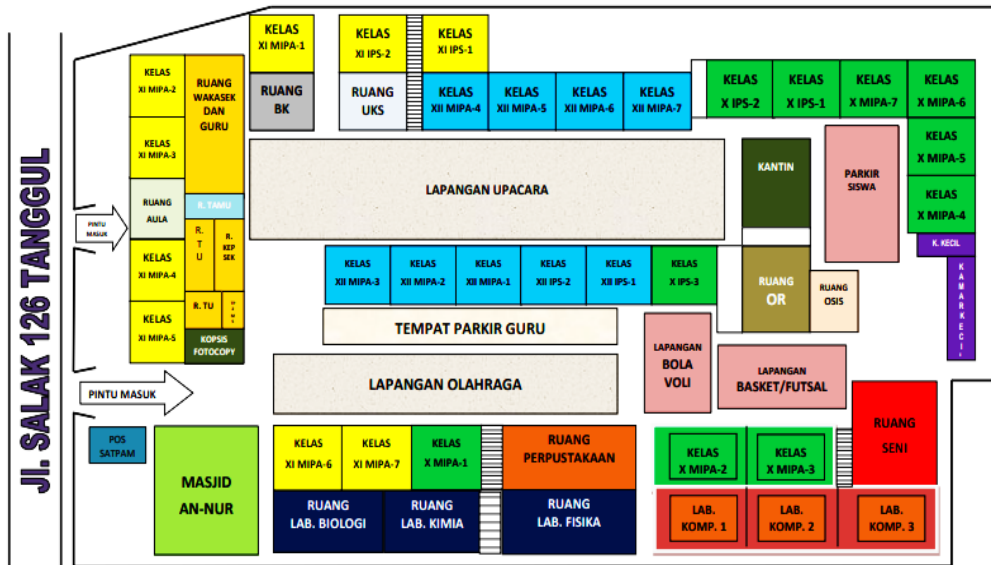 JL. SALAK 126 TANGGUL
KELAS
XI MIPA-1
KELAS
XI IPS-2
KELAS
XI IPS-1
RUANG
BK
RUANG
UKS
KELAS
XII MIPA-4
KELAS
XII MIPA-5
KELAS
XII MIPA-6
KELAS
XII MIPA-7
KELAS
X IPS-2
KELAS
X IPS-1
KELAS
X MIPA-7
KELAS
X MIPA-6
KELAS
XI MIPA-2
RUANG
WAKASEK
DAN
GURU
KELAS
XI MIPA-3
RUANG
AULA
R. TAMU
R.
T
U
R.
KEP
SEK
PINTU
MASUK
KELAS
XI MIPA-4
R. TU
KELAS
XI MIPA-5
KOPSIS
FOTOCOPY
LAPANGAN UPACARA
KANTIN
PARKIR
SISWA
KELAS
X MIPA-5
KELAS
X MIPA-4
K. KECIL
KAMAR KECIL
KELAS
XII MIPA-3
KELAS
XII MIPA-2
KELAS
XII MIPA-1
KELAS
XII IPS-2
KELAS
XII IPS-1
KELAS
X IPS-3
RUANG
OR
RUANG
OSIS
TEMPAT PARKIR GURU
LAPANGAN OLAHRAGA
LAPANGAN
BOLA
VOLI
LAPANGAN
BASKET/FUTSAL
PINTU MASUK
POS
SATPAM
MASJID
AN-NUR
KELAS
XI MIPA-6
KELAS
XI MIPA-7
KELAS
X MIPA-1
RUANG
PERPUSTAKAAN
RUANG
LAB. BIOLOGI
RUANG
LAB. KIMIA
RUANG
LAB. FISIKA
KELAS
X MIPA-2
KELAS
X MIPA-3
RUANG
SENI
LAB.
KOMP. 1
LAB.
KOMP. 2
LAB.
KOMP. 3